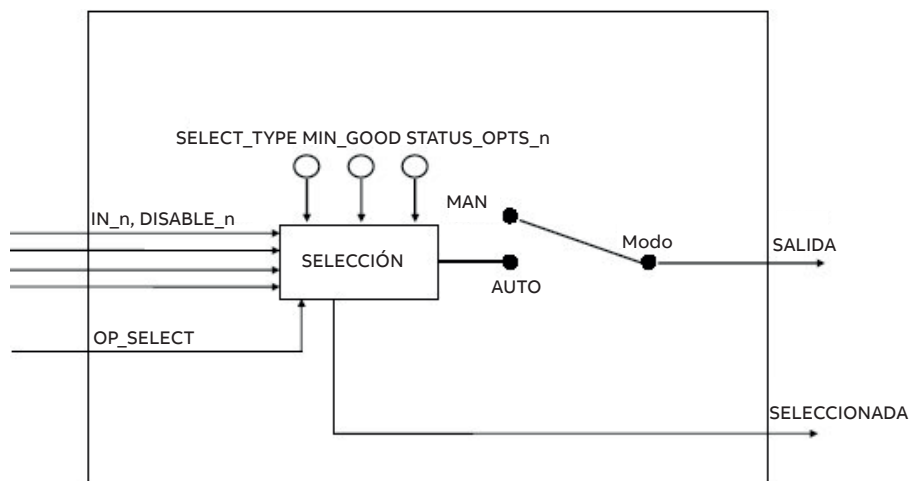 SELECT_TYPE MIN_GOOD STATUS_OPTS_n
MAN
IN_n, DISABLE_n
Modo
SALIDA
SELECCIÓN
AUTO
OP_SELECT
SELECCIONADA